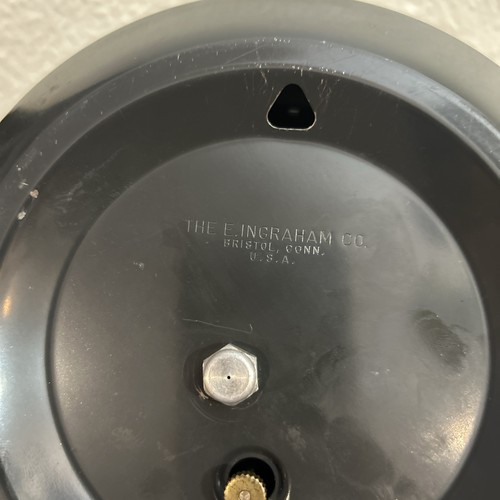 THE E. INGRAHAM CO.
BRISTOL, CONN.
U.S.A.